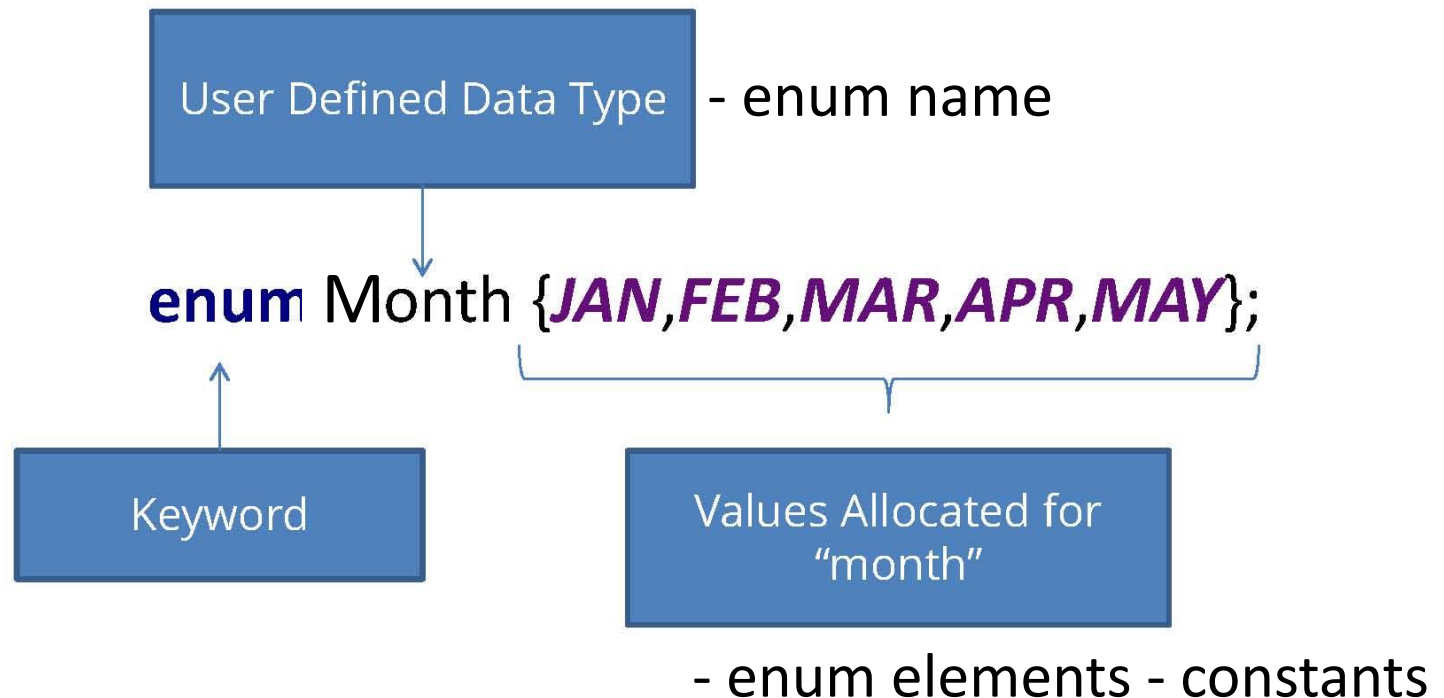 User Defined Data Type - enum name
enum Month {JAN,FEB,MAR,APR,MAY};
Keyword
Values Allocated for
“month”
- enum elements - constants